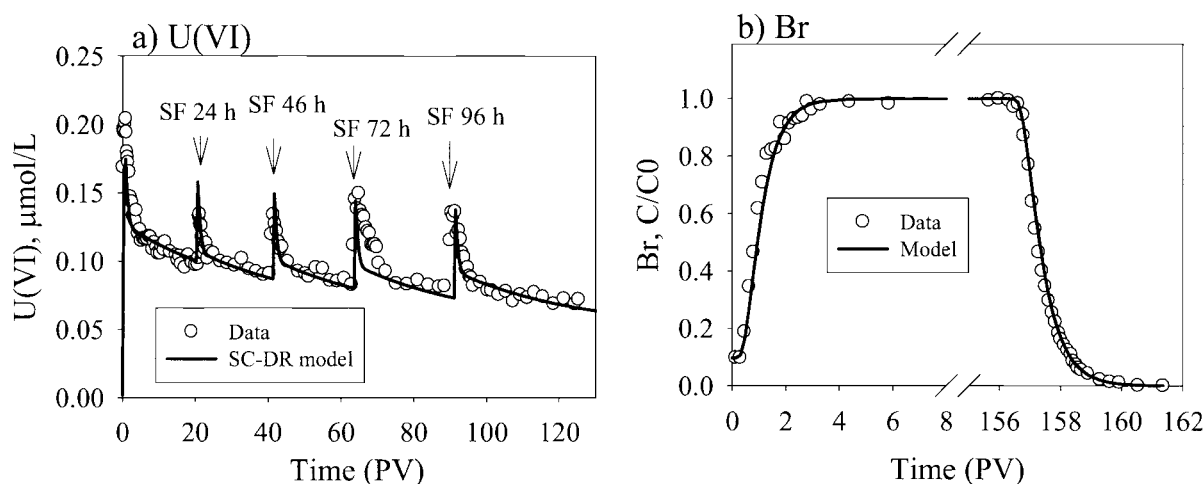 a) U(VI)
0.25
0.20
0.15
0.10
0.05
0.00
U(VI), μmol/L
SF 24 h
SF 46 h
SF 72 h
SF 96 h
Data
SC-DR model
0 20 40 60 80 100 120
Time (PV)
b) Br
1.0
0.8
0.6
0.4
0.2
0.0
Br, C/C0
Data
Model
0 2 4 6 8 156 158 160 162
Time (PV)